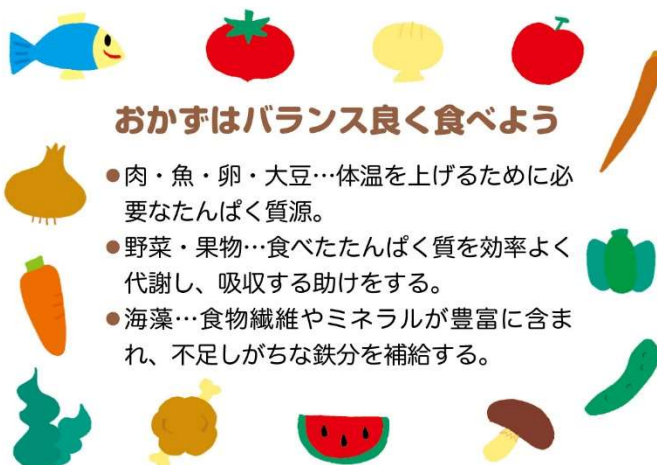 おかずはバランス良く食べよう
●肉・魚・卵・大豆…体温を上げるために必
要なたんぱく質源。
●野菜・果物…食べたたんぱく質を効率よく
代謝し、吸収する助けをする。
●海藻…食物繊維やミネラルが豊富に含ま
れ、不足しがちな鉄分を補給する。